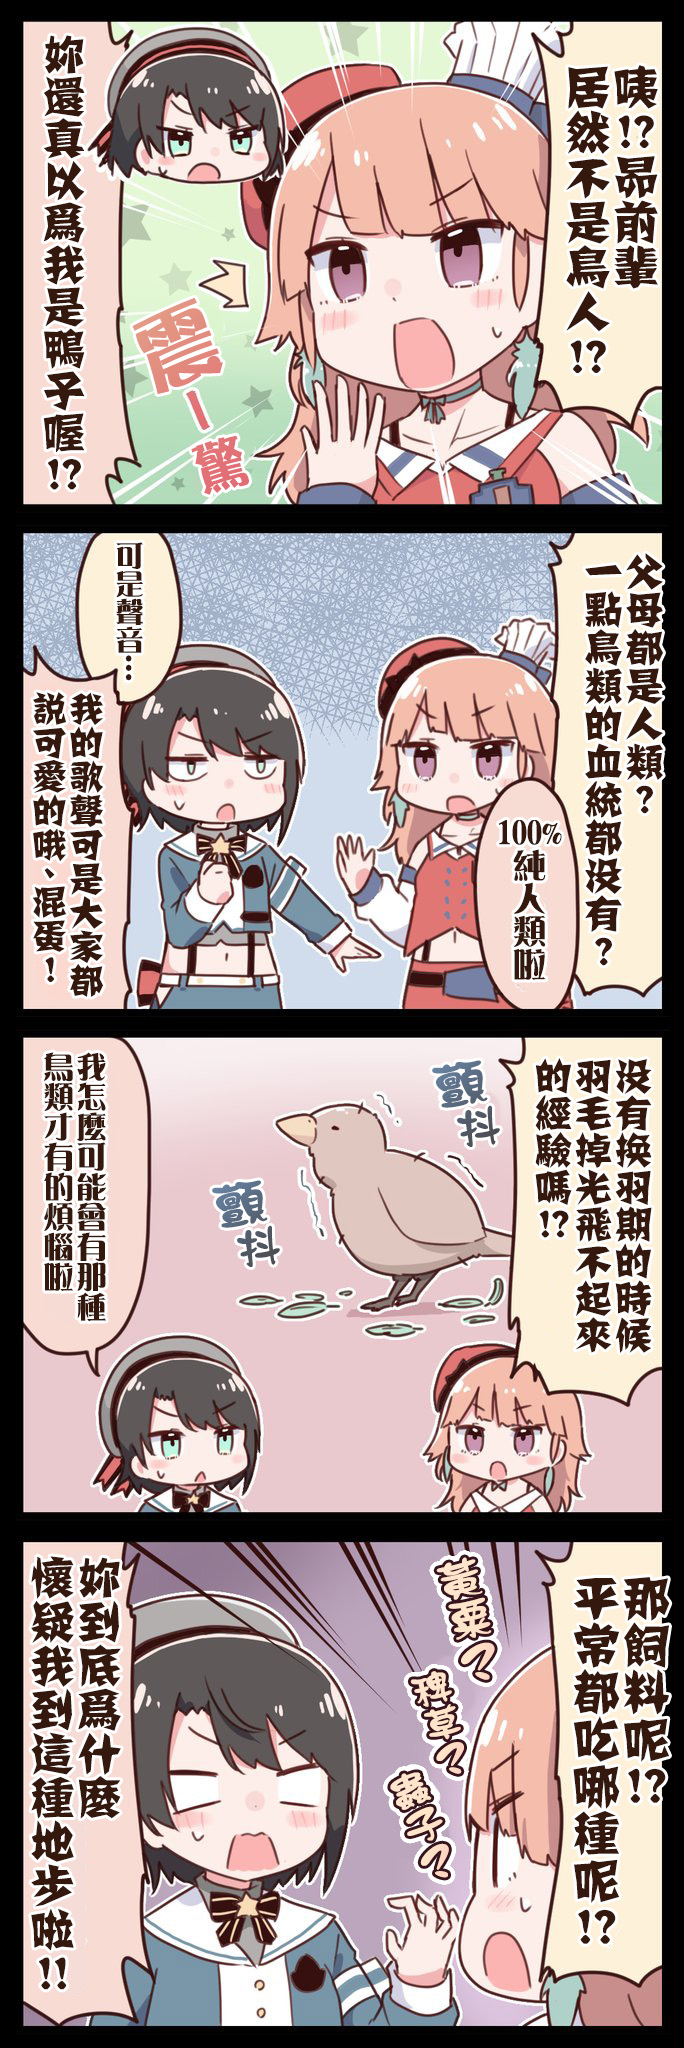 咦!?昴前輩
居然不是鳥人!?
震ー驚
妳還真以為我是鴨子喔!?
父母都是人類?
一點鳥類的血統都沒有?
100%
純人類啦
可是聲音…
我的歌聲可是大家都
說可愛的哦、混蛋!
沒有換羽期的時候
羽毛掉光飛不起來
的經驗嗎!?
顫抖
顫抖
我怎麼可能會有那種
鳥類才有的煩惱啦
那飼料呢!?
平常都吃哪種呢!?
黃粟?
稗草?
蟲子?
妳到底為什麼
懷疑我到這種地步啦!!